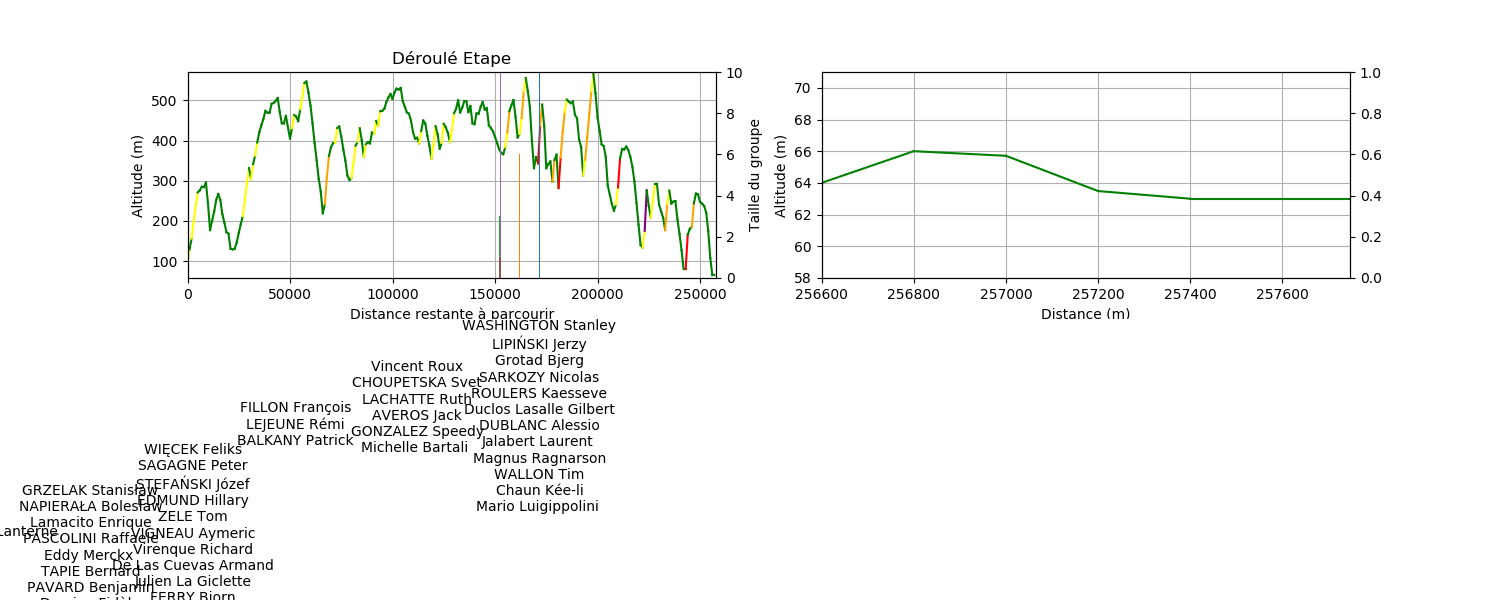 Déroulé Etape
500
400
300
200
100
Altitude (m)
10
8
6
4
2
0
Taille du groupe
0
50000
100000
150000
200000
250000
Distance restante à parcourir
70
68
66
64
62
60
58
Altitude (m)
1.0
0.8
0.6
0.4
0.2
0.0
256600
256800
257000
257200
257400
257600
Distance (m)
WASHINGTON Stanley
LIPIŃSKI Jerzy
Grotad Bjerg
SARKOZY Nicolas
ROULERS Kaesseve
Duclos Lasalle Gilbert
DUBLANC Alessio
Jalabert Laurent
Magnus Ragnarson
WALLON Tim
Chaun Kée-li
Mario Luigippolini
Vincent Roux
CHOUPETSKA Svet
LACHATTE Ruth
AVEROS Jack
GONZALEZ Speedy
Michelle Bartali
FILLON François
LEJEUNE Rémi
BALKANY Patrick
WIĘCEK Feliks
SAGAGNE Peter
STEFAŃSKI Józef
EDMUND Hillary
ZELE Tom
VIGNEAU Aymeric
Virenque Richard
De Las Cuevas Armand
Julien La Giclette
FERRY Bjorn
GRZELAK Stanisław
NAPIERAŁA Bolesław
Lamacito Enrique
PASCOLINI Raffaele
Eddy Merckx
TAPIE Bernard
PAVARD Benjamin
Lanterne